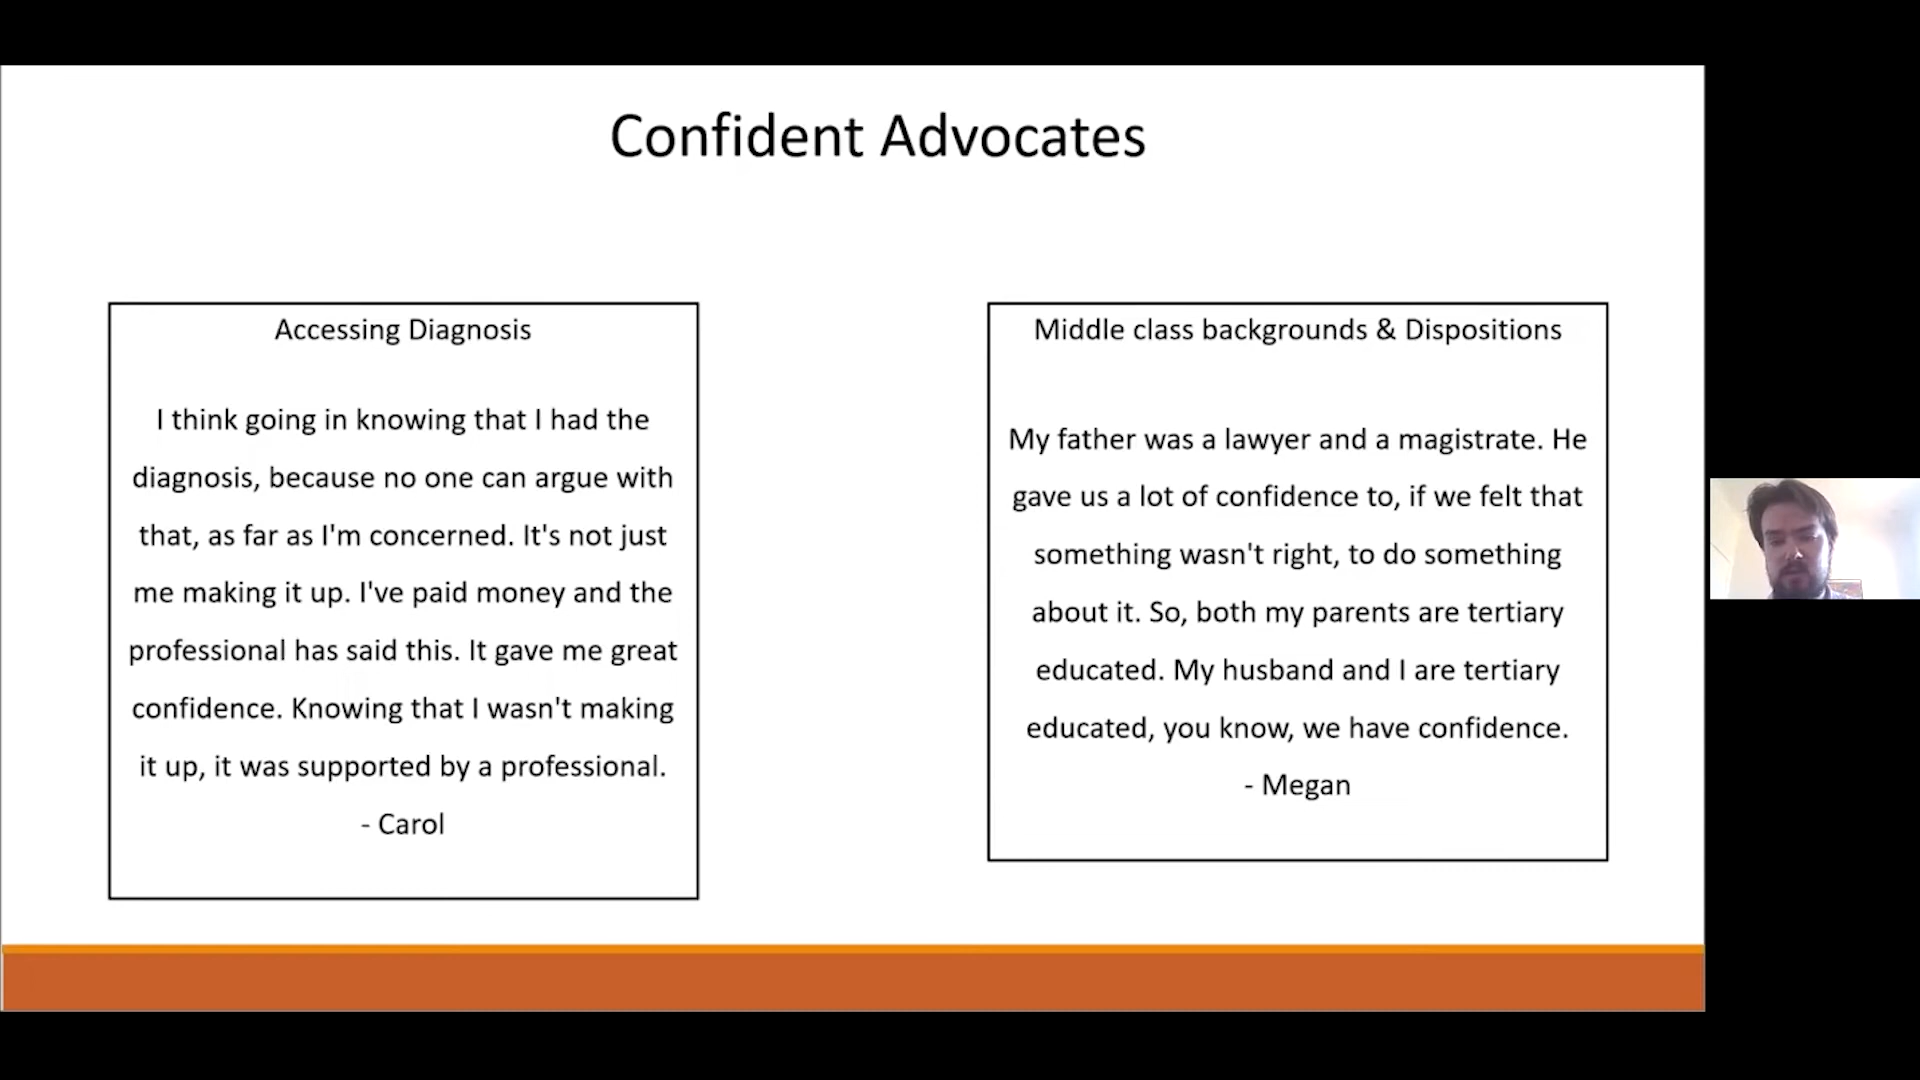 Confident Advocates
Accessing Diagnosis
I think going in knowing that I had the
diagnosis, because no one can argue with
that, as far as I'm concerned. It's not just
me making it up. I've paid money and the
professional has said this. It gave me great
confidence. Knowing that I wasn't making
it up, it was supported by a professional.
- Carol
Middle class backgrounds & Dispositions
My father was a lawyer and a magistrate. He
gave us a lot of confidence to, if we felt that
something wasn't right, to do something
about it. So, both my parents are tertiary
educated. My husband and I are tertiary
educated, you know, we have confidence.
- Megan